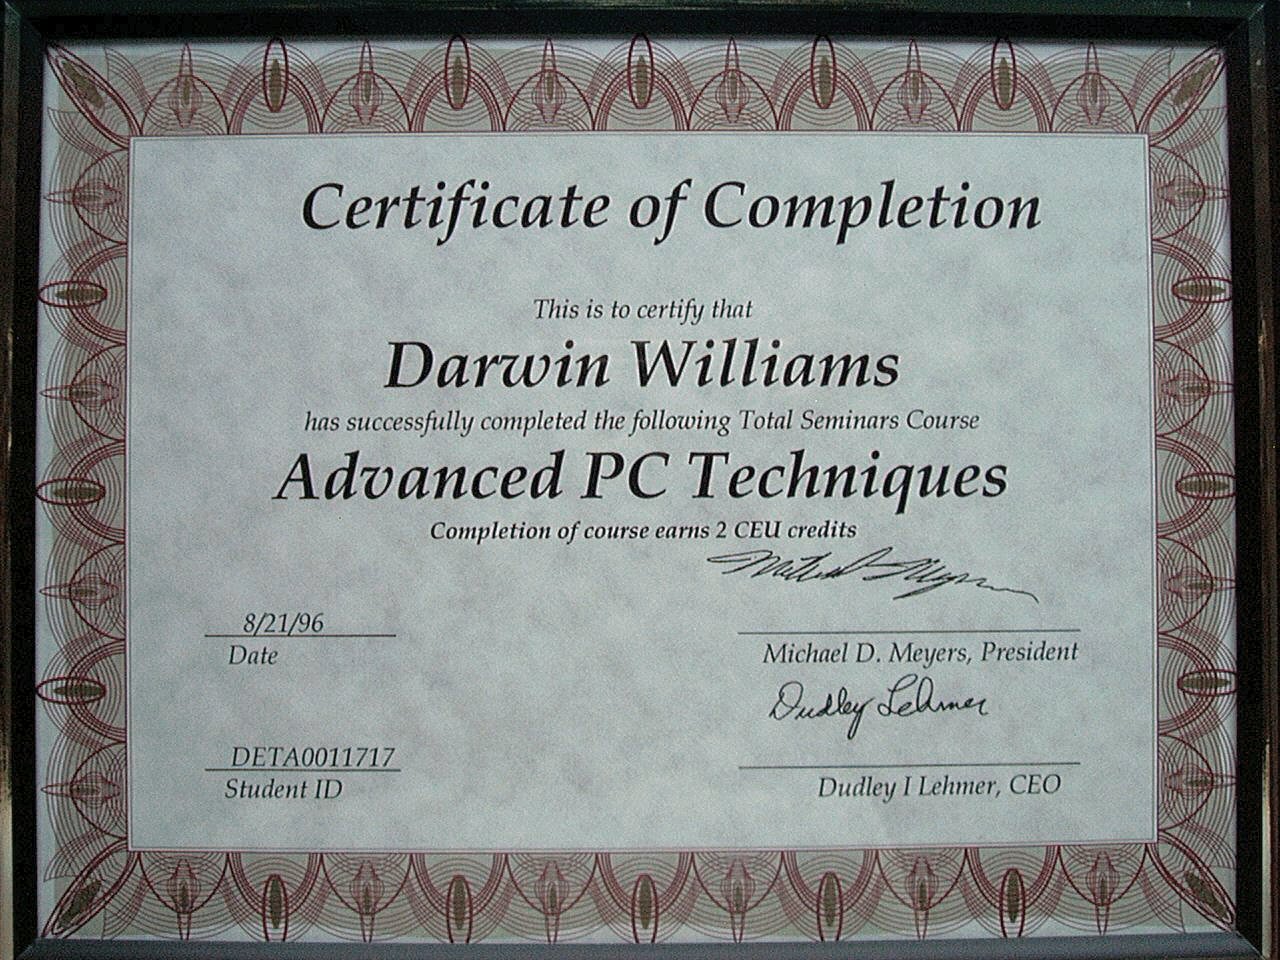 Certificate of Completion
This is to certify that
Darwin Williams
has successfully completed the following Total Seminars Course
Advanced PC Techniques
Completion of course earns 2 CEU credits
8/21/96
Date
Michael D. Meyers, President
Dudley Lehmer
DETA0011717
Student ID
Dudley I Lehmer, CEO